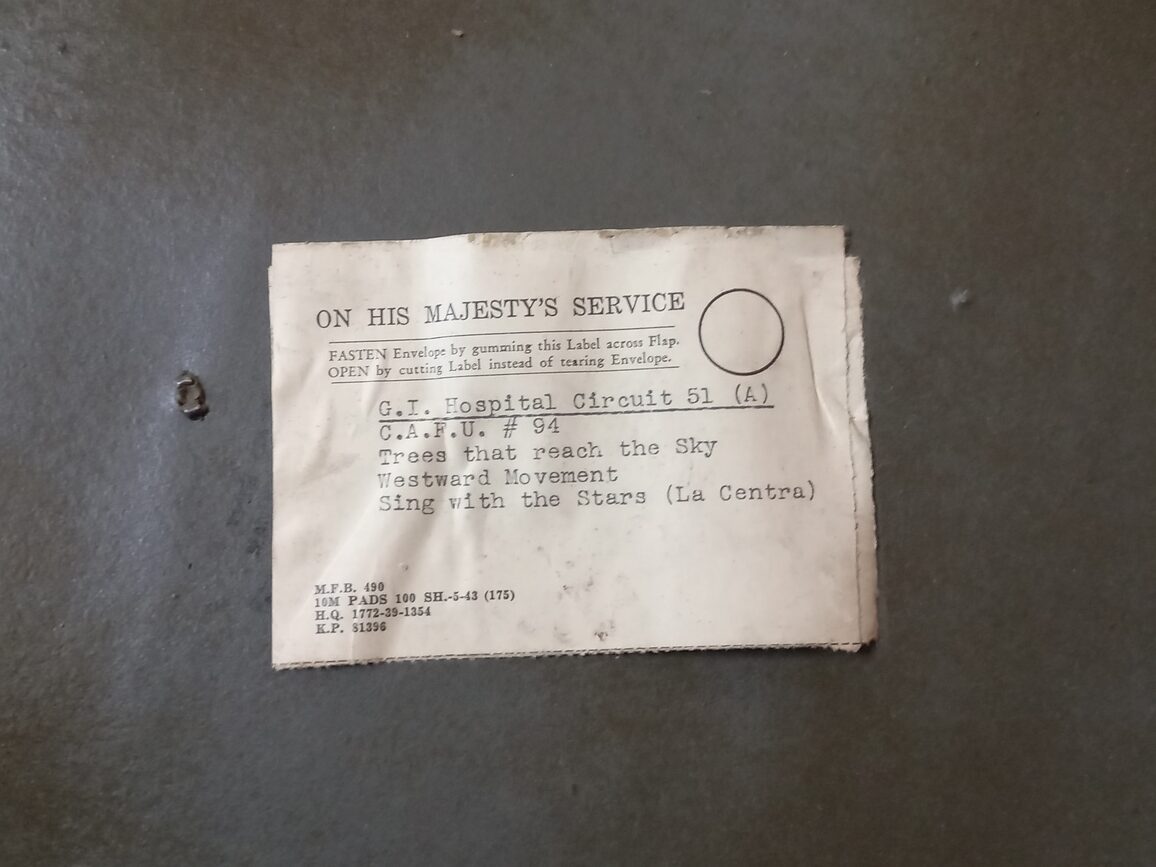 ON HIS MAJESTY'S SERVICE
FASTEN Envelope by gumming this Label across Flap.
OPEN by cutting Label instead of tearing Envelope.
G.I. Hospital Circuit 51 (A)
C.A.F.U. # 94
Trees that reach the Sky
Westward Movement
Sing with the Stars (La Centra)
M.F.B. 490
10M PADS 100 SH.-5-43 (175)
H.Q. 1772-39-1354
K.P. 81396